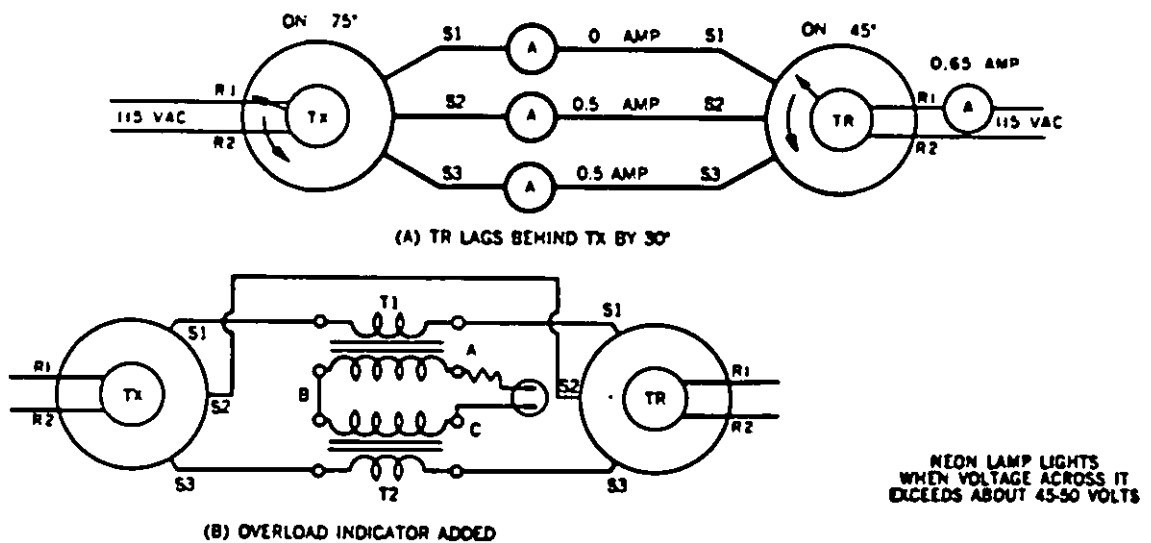 ON 75°
S1
A
0 AMP
S1
ON 45°
0.65 AMP
R1
115 VAC
R2
TX
S2
A
0.5 AMP
S2
TR
R1
A
115 VAC
R2
S3
A
0.5 AMP
S3
(A) TR LAGS BEHIND TX BY 30°
S1
T1
S1
R1
TX
R2
S2
A
B
C
S2
TR
R1
R2
S3
T2
S3
NEON LAMP LIGHTS
WHEN VOLTAGE ACROSS IT
EXCEEDS ABOUT 45-50 VOLTS
(B) OVERLOAD INDICATOR ADDED